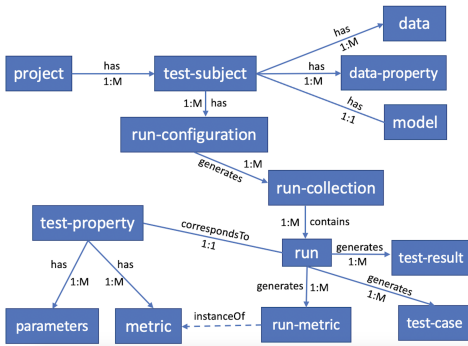 data
has
1:M
project
has
1:M
test-subject
has
1:M
data-property
has
1:1
model
1:M
has
run-configuration
1:M
generates
run-collection
1:M
contains
test-property
correspondsTo
1:1
run
generates
1:M
test-result
has
1:M
has
1:M
generates
1:M
generates
1:M
parameters
metric
instanceOf
run-metric
test-case